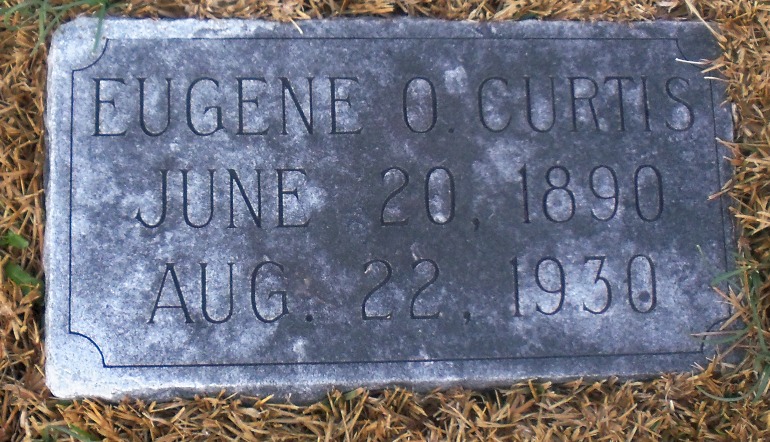 EUGENE O. CURTIS
JUNE 20, 1890
AUG. 22, 1930